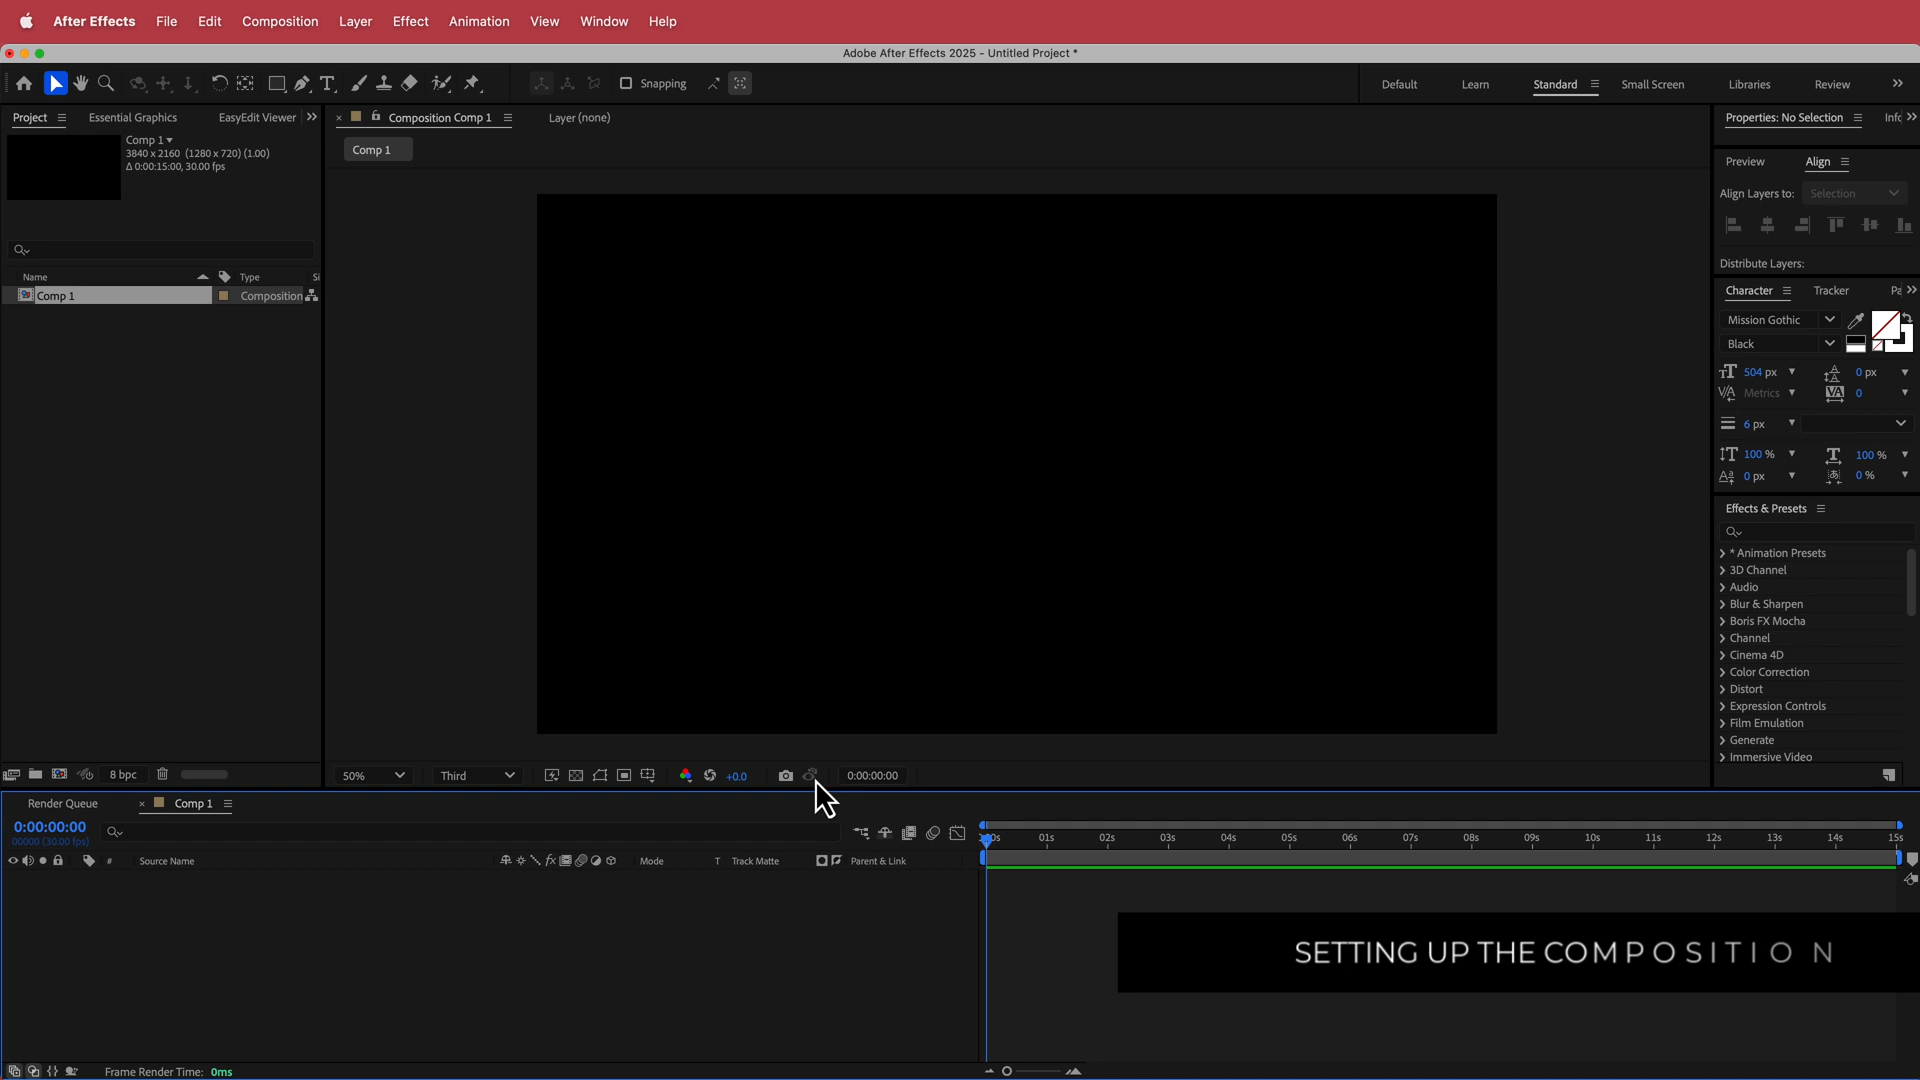 After Effects File Edit Composition Layer Effect Animation View Window Help
Adobe After Effects 2025 - Untitled Project *
Snapping
Default Learn Standard Small Screen Libraries Review
Project Essential Graphics EasyEdit Viewer
Comp 1
3840 x 2160 (1280 x 720) (1.00)
Δ 0:00:15:00, 30.00 fps
Name Type Si
Comp 1 Composition
8 bpc
Composition Comp 1 Layer (none)
Comp 1
50% Third +0.0 0:00:00:00
Properties: No Selection Info
Preview Align
Align Layers to: Selection
Distribute Layers:
Character Tracker Pa
Mission Gothic
Black
504 px 0 px
Metrics 0
6 px
100 % 100 %
0 px 0 %
Effects & Presets
* Animation Presets
3D Channel
Audio
Blur & Sharpen
Boris FX Mocha
Channel
Cinema 4D
Color Correction
Distort
Expression Controls
Film Emulation
Generate
Immersive Video
Render Queue Comp 1
0:00:00:00
00000 (30.00 fps)
# Source Name Mode T Track Matte Parent & Link
01s 02s 03s 04s 05s 06s 07s 08s 09s 10s 11s 12s 13s 14s 15s
SETTING UP THE COMPOSITION
Frame Render Time: 0ms